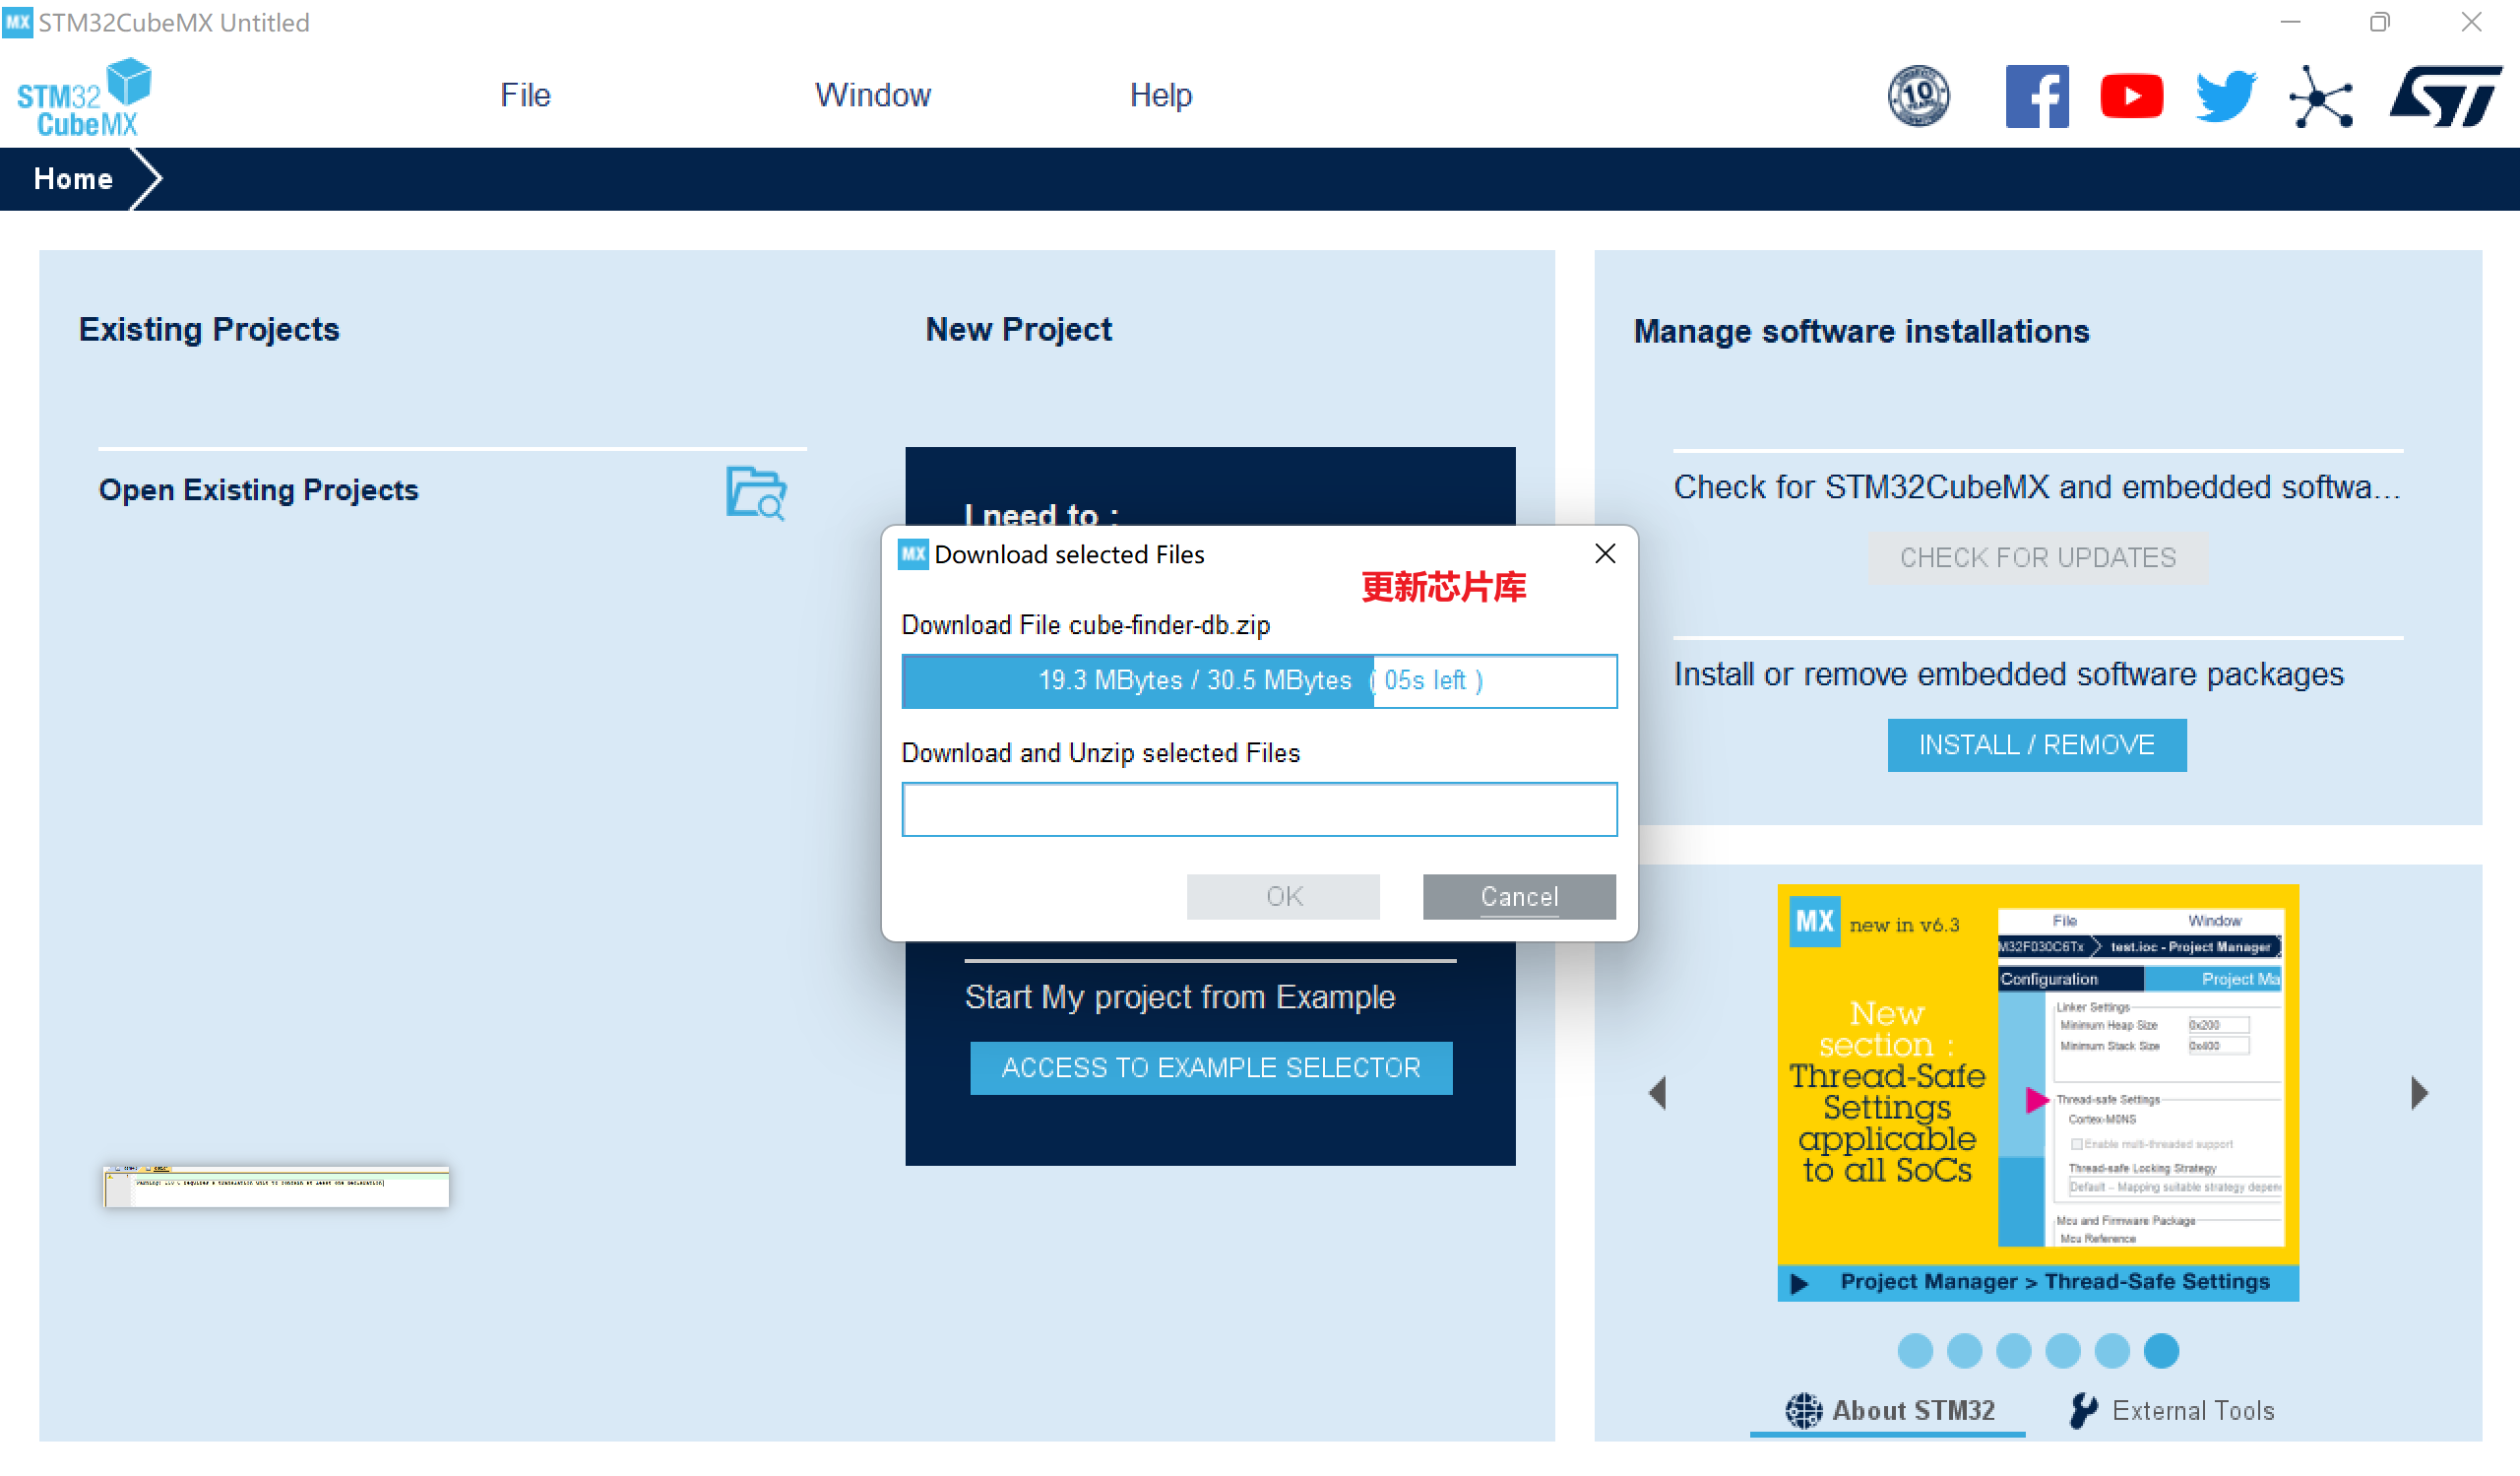 MX STM32CubeMX Untitled
STM32
CubeMX
File
Window
Help
10
YEARS
Home
Existing Projects
New Project
Manage software installations
Open Existing Projects
I need to :
Check for STM32CubeMX and embedded softwa...
CHECK FOR UPDATES
MX Download selected Files
更新芯片库
Download File cube-finder-db.zip
19.3 MBytes / 30.5 MBytes ( 05s left )
Download and Unzip selected Files
OK
Cancel
Install or remove embedded software packages
INSTALL / REMOVE
Start My project from Example
ACCESS TO EXAMPLE SELECTOR
MX new in v6.3
New
section :
Thread-Safe
Settings
applicable
to all SoCs
File
Window
M32F030C6Tx
test.ioc - Project Manager
Configuration
Project Ma
Linker Settings
Minimum Heap Size 0x200
Minimum Stack Size 0x400
Thread-safe Settings
Cortex-M0NS
Enable multi-threaded support
Thread-safe Locking Strategy
Default - Mapping suitable strategy depen
Mcu and Firmware Package
Mcu Reference
Project Manager > Thread-Safe Settings
About STM32
External Tools